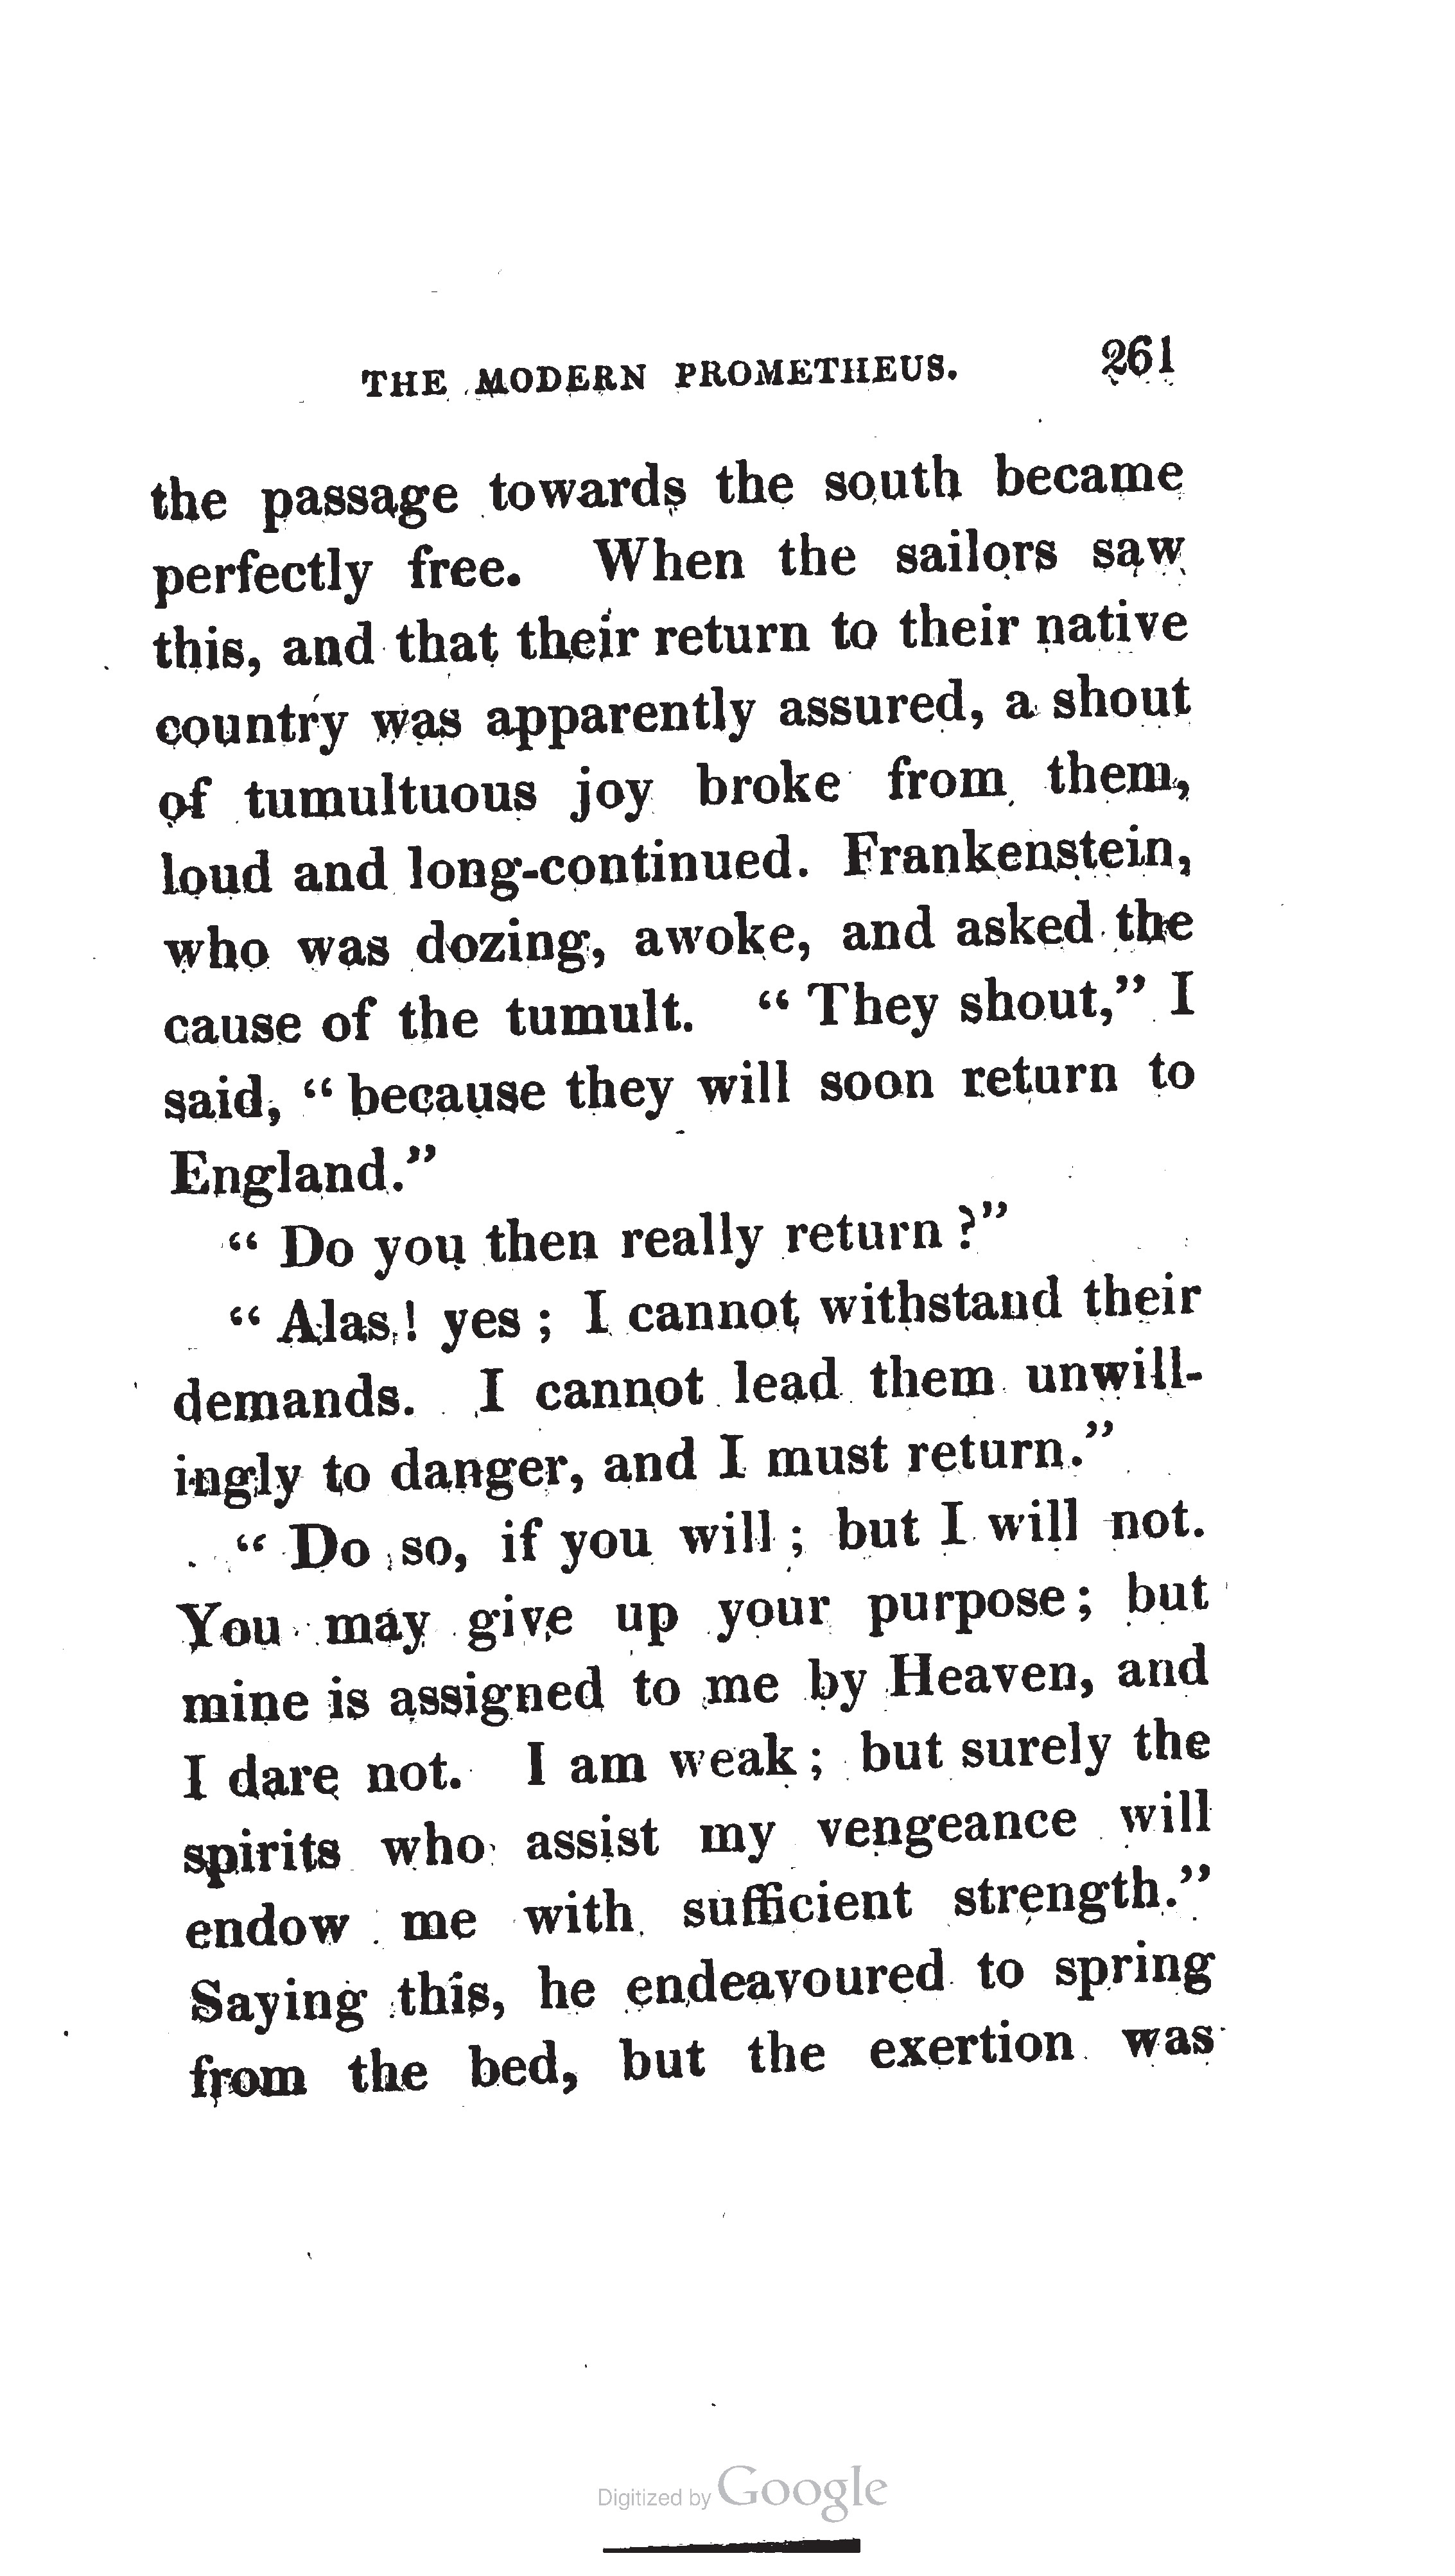 THE MODERN PROMETHEUS. 261
the passage towards the south became
perfectly free. When the sailors saw
this, and that their return to their native
country was apparently assured, a shout
of tumultuous joy broke from them,
loud and long-continued. Frankenstein,
who was dozing, awoke, and asked the
cause of the tumult. “ They shout,” I
said, “ because they will soon return to
England.”
“ Do you then really return ?”
“ Alas ! yes ; I cannot withstand their
demands. I cannot lead them unwill-
ingly to danger, and I must return.”
“ Do so, if you will ; but I will not.
You may give up your purpose ; but
mine is assigned to me by Heaven, and
I dare not. I am weak ; but surely the
spirits who assist my vengeance will
endow me with sufficient strength.”
Saying this, he endeavoured to spring
from the bed, but the exertion was
Digitized by Google